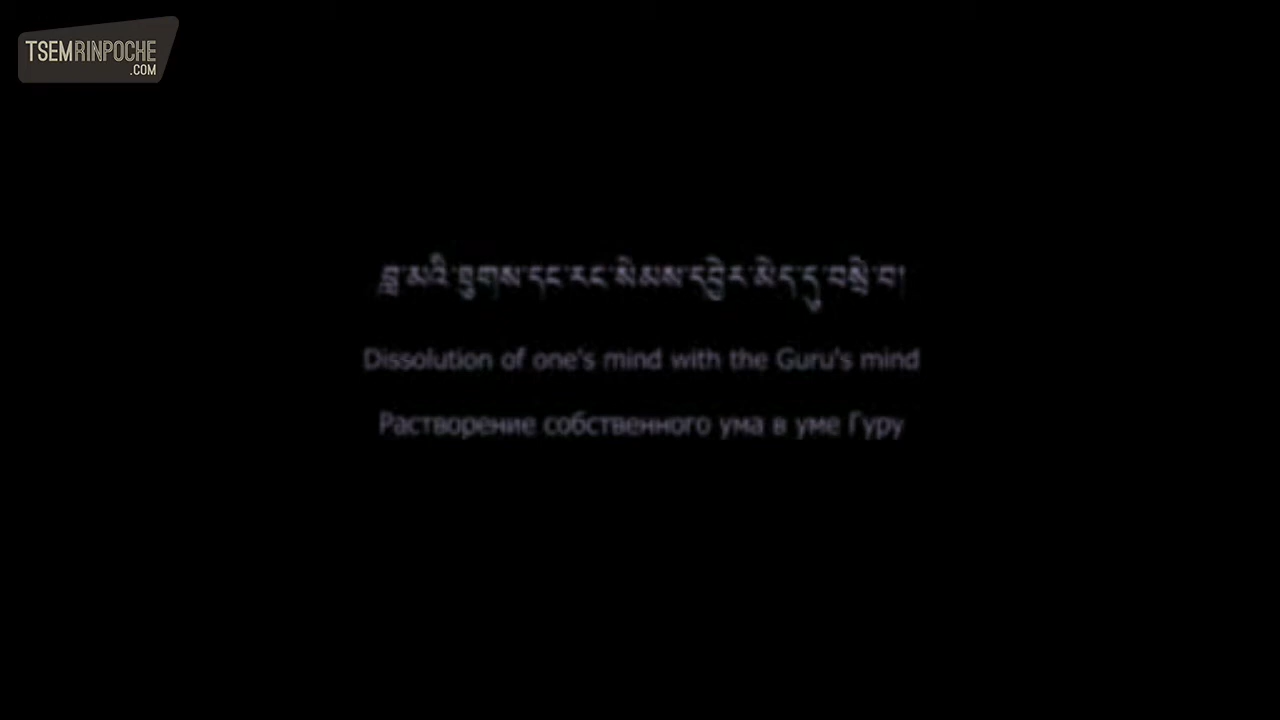 TSEMRINPOCHE
.COM
བླ་མའི་ཐུགས་དང་རང་སེམས་དབྱེར་མེད་དུ་བསྲེ་བ།
Dissolution of one's mind with the Guru's mind
Растворение собственного ума в уме Гуру